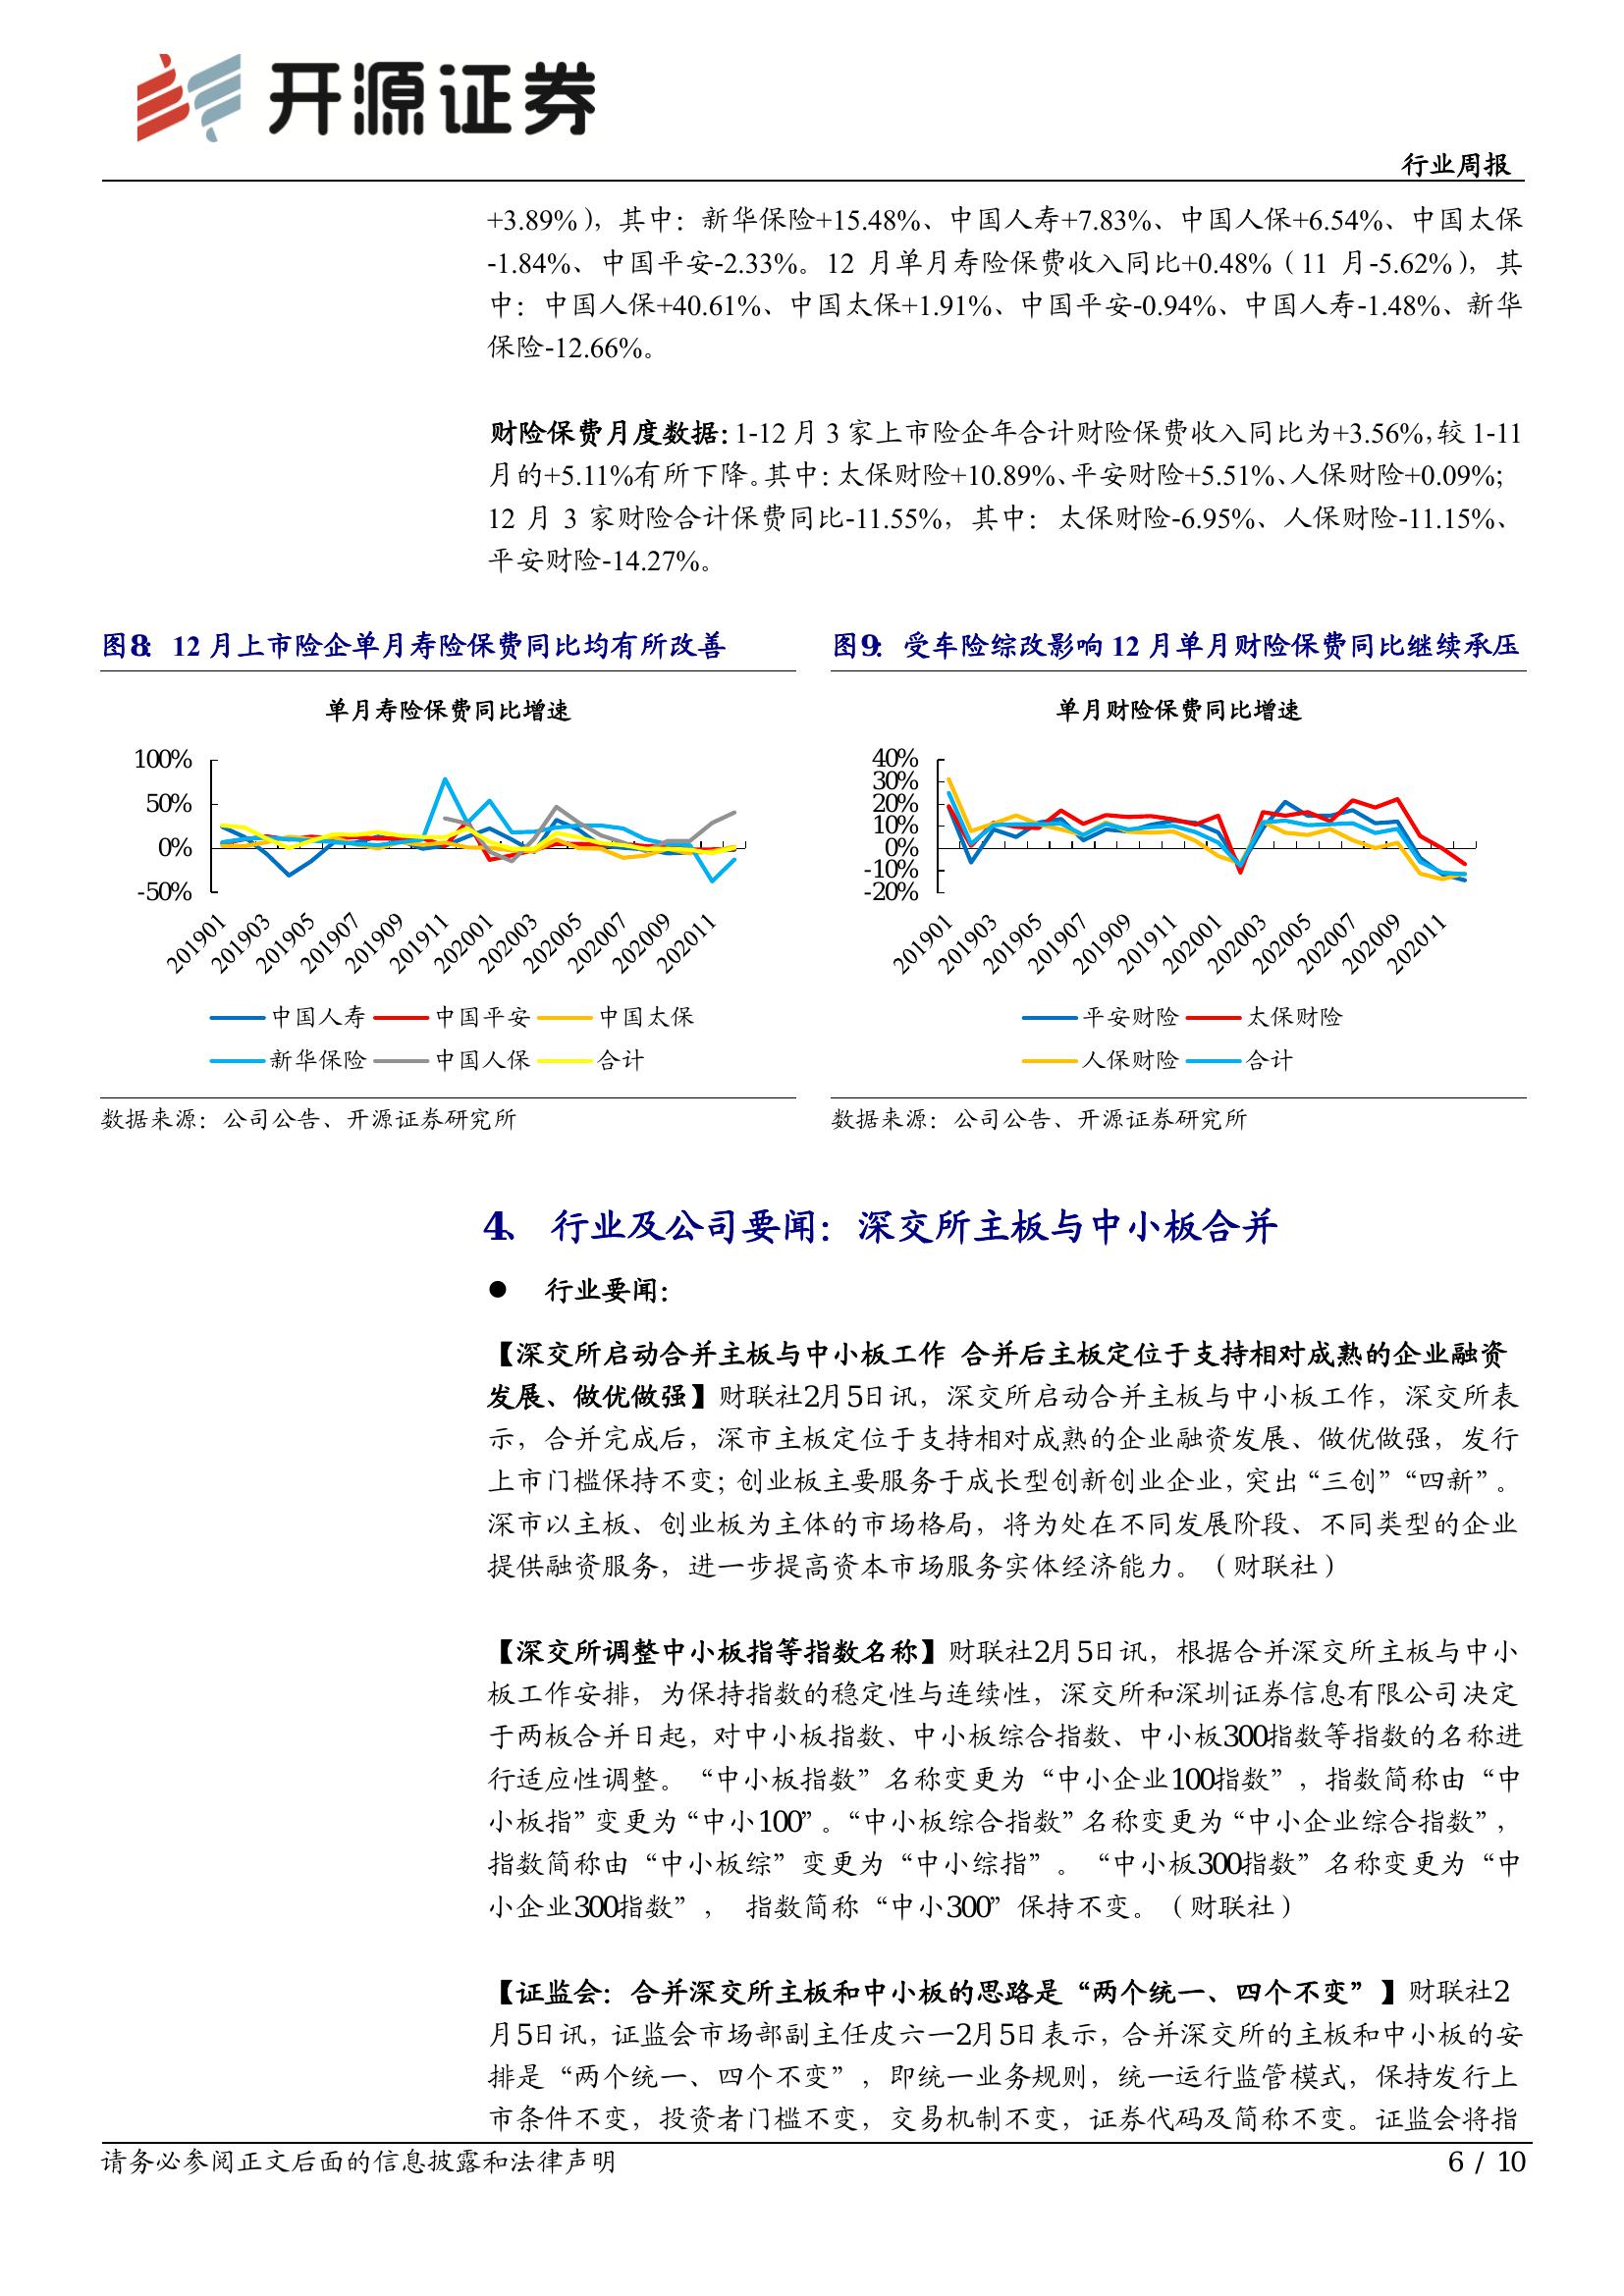 开源证券
行业周报
+3.89%），其中：新华保险+15.48%、中国人寿+7.83%、中国人保+6.54%、中国太保
-1.84%、中国平安-2.33%。12 月单月寿险保费收入同比+0.48%（11 月-5.62%），其
中：中国人保+40.61%、中国太保+1.91%、中国平安-0.94%、中国人寿-1.48%、新华
保险-12.66%。
财险保费月度数据：1-12 月 3 家上市险企年合计财险保费收入同比为+3.56%，较 1-11
月的+5.11%有所下降。其中：太保财险+10.89%、平安财险+5.51%、人保财险+0.09%；
12 月 3 家财险合计保费同比-11.55%，其中：太保财险-6.95%、人保财险-11.15%、
平安财险-14.27%。
图8： 12 月上市险企单月寿险保费同比均有所改善
单月寿险保费同比增速
100%
50%
0%
-50%
201901 201903 201905 201907 201909 201911 202001 202003 202005 202007 202009 202011
中国人寿 中国平安 中国太保
新华保险 中国人保 合计
数据来源：公司公告、开源证券研究所
图9： 受车险综改影响 12 月单月财险保费同比继续承压
单月财险保费同比增速
40%
30%
20%
10%
0%
-10%
-20%
201901 201903 201905 201907 201909 201911 202001 202003 202005 202007 202009 202011
平安财险 太保财险
人保财险 合计
数据来源：公司公告、开源证券研究所
4、 行业及公司要闻：深交所主板与中小板合并
● 行业要闻：
【深交所启动合并主板与中小板工作 合并后主板定位于支持相对成熟的企业融资
发展、做优做强】财联社2月5日讯，深交所启动合并主板与中小板工作，深交所表
示，合并完成后，深市主板定位于支持相对成熟的企业融资发展、做优做强，发行
上市门槛保持不变；创业板主要服务于成长型创新创业企业，突出“三创”“四新”。
深市以主板、创业板为主体的市场格局，将为处在不同发展阶段、不同类型的企业
提供融资服务，进一步提高资本市场服务实体经济能力。（财联社）
【深交所调整中小板指等指数名称】财联社2月5日讯，根据合并深交所主板与中小
板工作安排，为保持指数的稳定性与连续性，深交所和深圳证券信息有限公司决定
于两板合并日起，对中小板指数、中小板综合指数、中小板300指数等指数的名称进
行适应性调整。“中小板指数”名称变更为“中小企业100指数”，指数简称由“中
小板指”变更为“中小100”。“中小板综合指数”名称变更为“中小企业综合指数”，
指数简称由“中小板综”变更为“中小综指”。“中小板300指数”名称变更为“中
小企业300指数”， 指数简称“中小300”保持不变。（财联社）
【证监会：合并深交所主板和中小板的思路是“两个统一、四个不变”】财联社2
月5日讯，证监会市场部副主任皮六一2月5日表示，合并深交所的主板和中小板的安
排是“两个统一、四个不变”，即统一业务规则，统一运行监管模式，保持发行上
市条件不变，投资者门槛不变，交易机制不变，证券代码及简称不变。证监会将指
请务必参阅正文后面的信息披露和法律声明
6 / 10